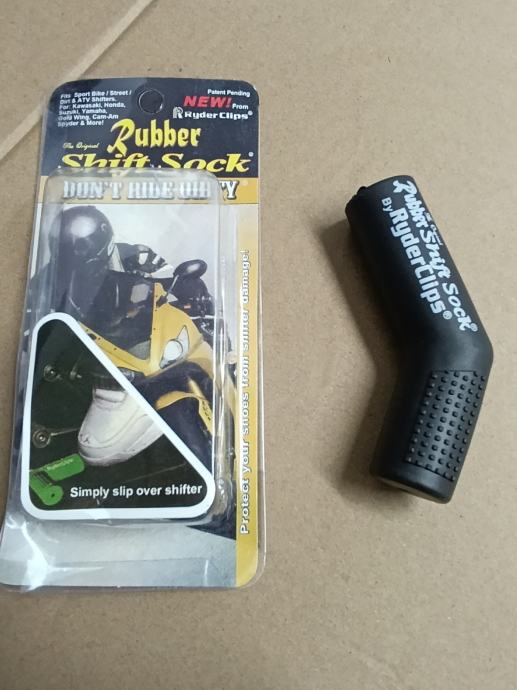 Fits Sport Bike / Street /
Dirt & ATV Shifters.
For: Kawasaki, Honda,
Suzuki, Yamaha,
Gold Wing, Cam-Am
Spyder & More!
Patent Pending
NEW! From
RyderClips®
The Original
Rubber
Shift Sock®
DON'T RIDE DIRTY
Protect your shoes from shifter damage!
RyderClips
Simply slip over shifter
Rubber Shift Sock®
By RyderClips®